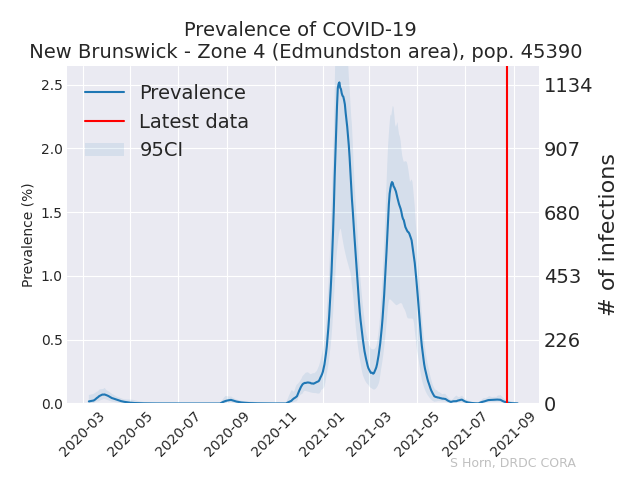 Prevalence of COVID-19
New Brunswick - Zone 4 (Edmundston area), pop. 45390
Prevalence
Latest data
95CI
Prevalence (%)
2.5
2.0
1.5
1.0
0.5
0.0
1134
907
680
453
226
0
# of infections
2020-03
2020-05
2020-07
2020-09
2020-11
2021-01
2021-03
2021-05
2021-07
2021-09
S Horn, DRDC CORA